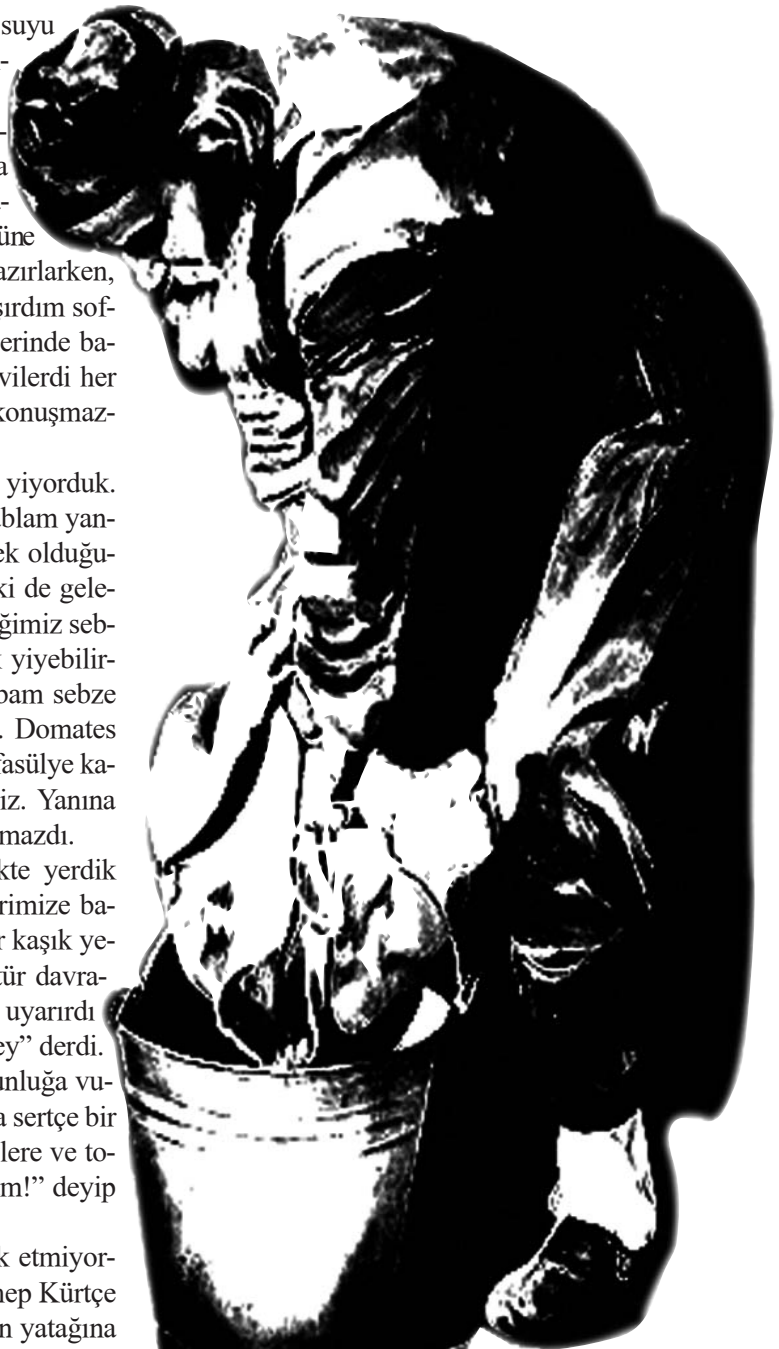 suyu
-
-
a
-
üne
azırlarken,
sırdım sof-
erinde ba-
vilerdi her
konuşmaz-
yiyorduk.
ablam yan-
ek olduğu-
ki de gele-
ğimiz seb-
k yiyebilir-
bam sebze
. Domates
fasülye ka-
iz. Yanına
mazdı.
kte yerdik
rimize ba-
r kaşık ye-
tür davra-
uyarırdı
ey” derdi.
unluğa vu-
a sertçe bir
lere ve to-
m!” deyip
k etmiyor-
hep Kürtçe
n yatağına